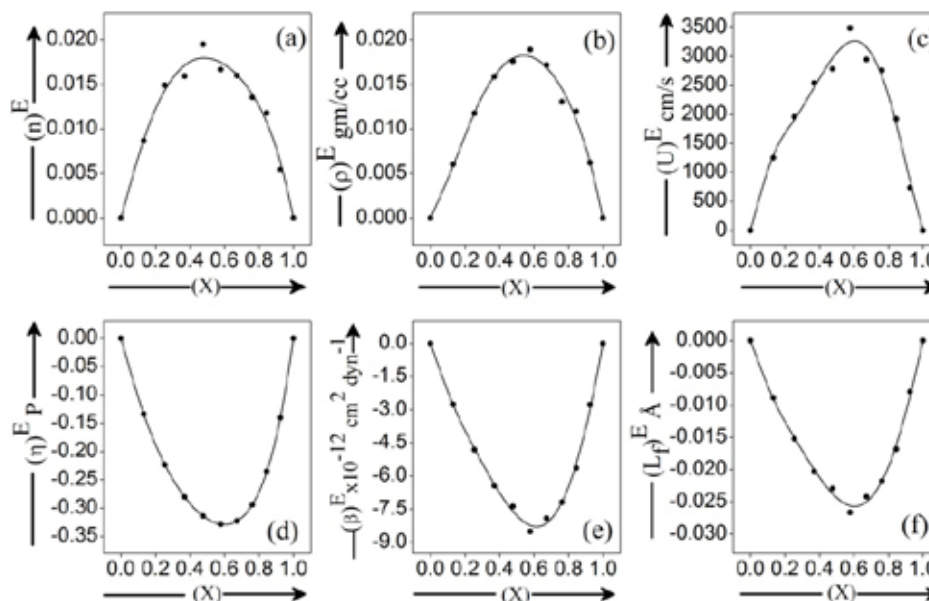 (a)
(n)E
0.020
0.015
0.010
0.005
0.000
0.0 0.2 0.4 0.6 0.8 1.0
(X)
(b)
(ρ)E gm/cc
0.020
0.015
0.010
0.005
0.000
0.0 0.2 0.4 0.6 0.8 1.0
(X)
(c)
(U)E cm/s
3500
3000
2500
2000
1500
1000
500
0
0.0 0.2 0.4 0.6 0.8 1.0
(X)
(d)
(η)E P
0.00
-0.05
-0.10
-0.15
-0.20
-0.25
-0.30
-0.35
0.0 0.2 0.4 0.6 0.8 1.0
(X)
(e)
(β)E x10-12 cm2 dyn-1
0.0
-1.5
-3.0
-4.5
-6.0
-7.5
-9.0
0.0 0.2 0.4 0.6 0.8 1.0
(X)
(f)
(Lf)E Å
0.000
-0.005
-0.010
-0.015
-0.020
-0.025
-0.030
0.0 0.2 0.4 0.6 0.8 1.0
(X)